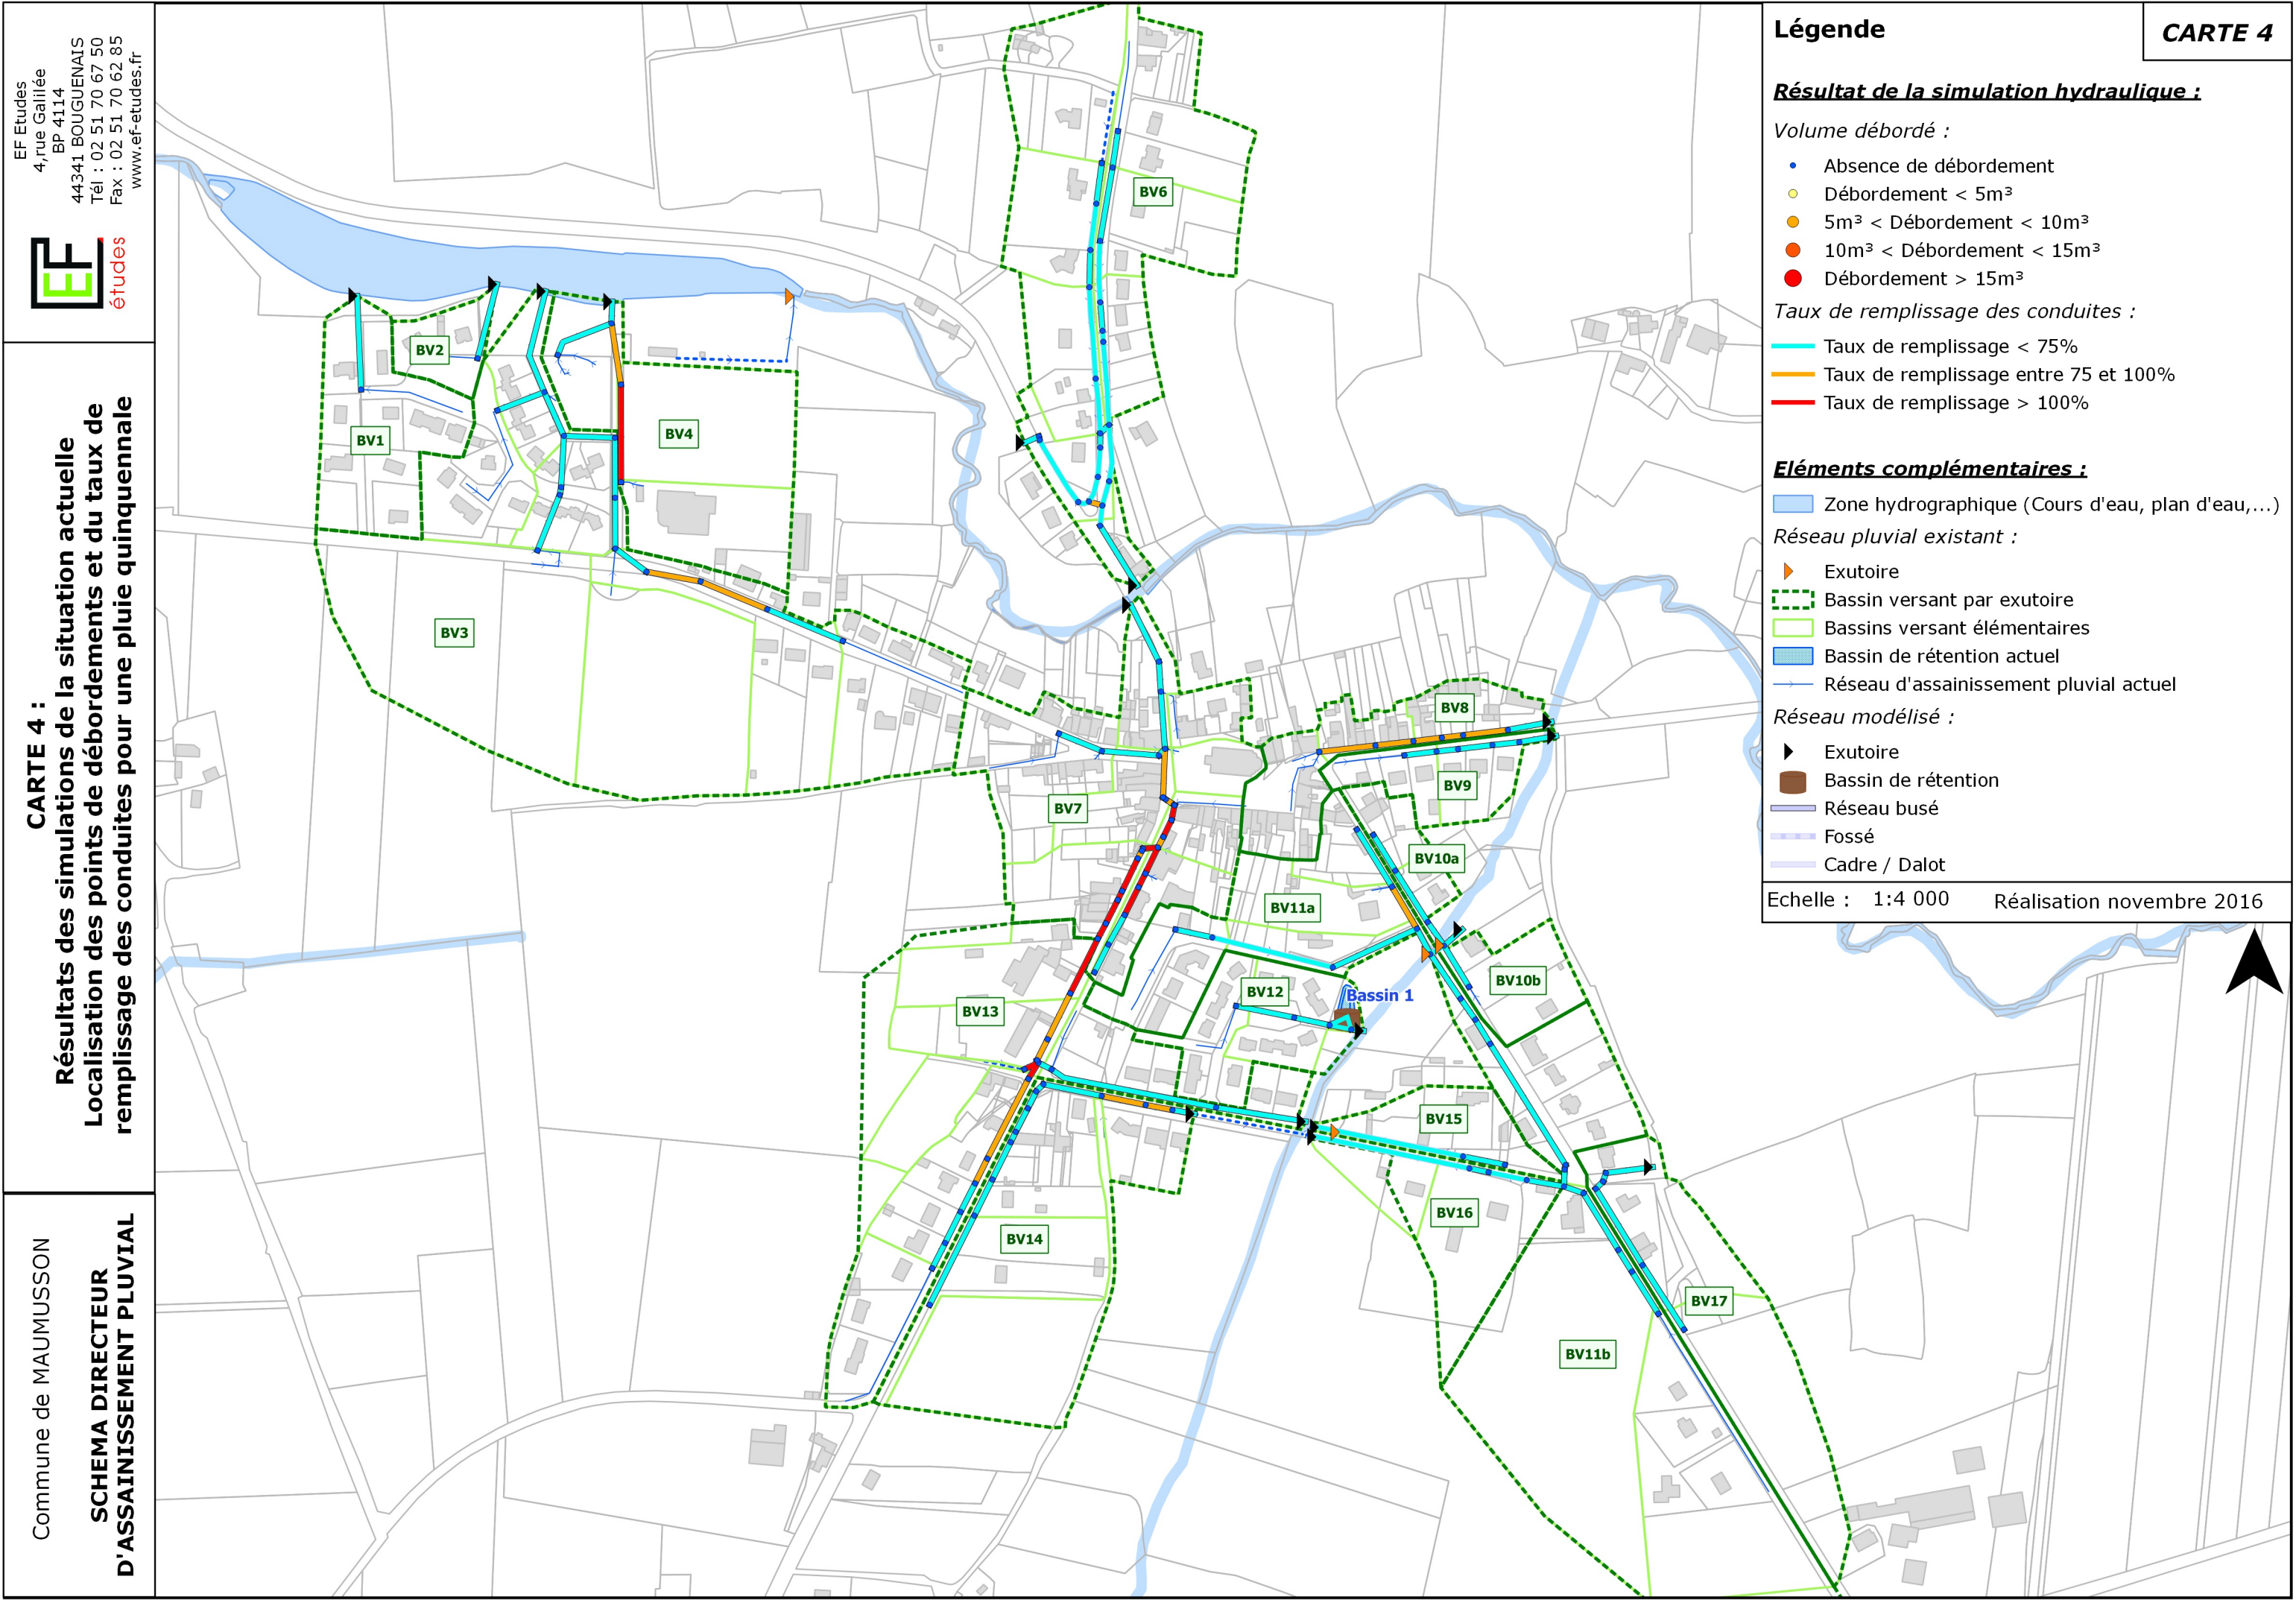 EF Etudes
4,rue Galilée
BP 4114
44341 BOUGUENAIS
Tél : 02 51 70 67 50
Fax : 02 51 70 62 85
www.ef-etudes.fr
EF
études
CARTE 4 :
Résultats des simulations de la situation actuelle
Localisation des points de débordements et du taux de
remplissage des conduites pour une pluie quinquennale
Commune de MAUMUSSON
SCHEMA DIRECTEUR
D'ASSAINISSEMENT PLUVIAL
BV6
BV2
BV1
BV4
BV3
BV8
BV9
BV7
BV10a
BV11a
BV10b
BV12
Bassin 1
BV13
BV15
BV16
BV14
BV17
BV11b
Légende
CARTE 4
Résultat de la simulation hydraulique :
Volume débordé :
Absence de débordement
Débordement < 5m³
5m³ < Débordement < 10m³
10m³ < Débordement < 15m³
Débordement > 15m³
Taux de remplissage des conduites :
Taux de remplissage < 75%
Taux de remplissage entre 75 et 100%
Taux de remplissage > 100%
Eléments complémentaires :
Zone hydrographique (Cours d'eau, plan d'eau,...)
Réseau pluvial existant :
Exutoire
Bassin versant par exutoire
Bassins versant élémentaires
Bassin de rétention actuel
Réseau d'assainissement pluvial actuel
Réseau modélisé :
Exutoire
Bassin de rétention
Réseau busé
Fossé
Cadre / Dalot
Echelle : 1:4 000 Réalisation novembre 2016